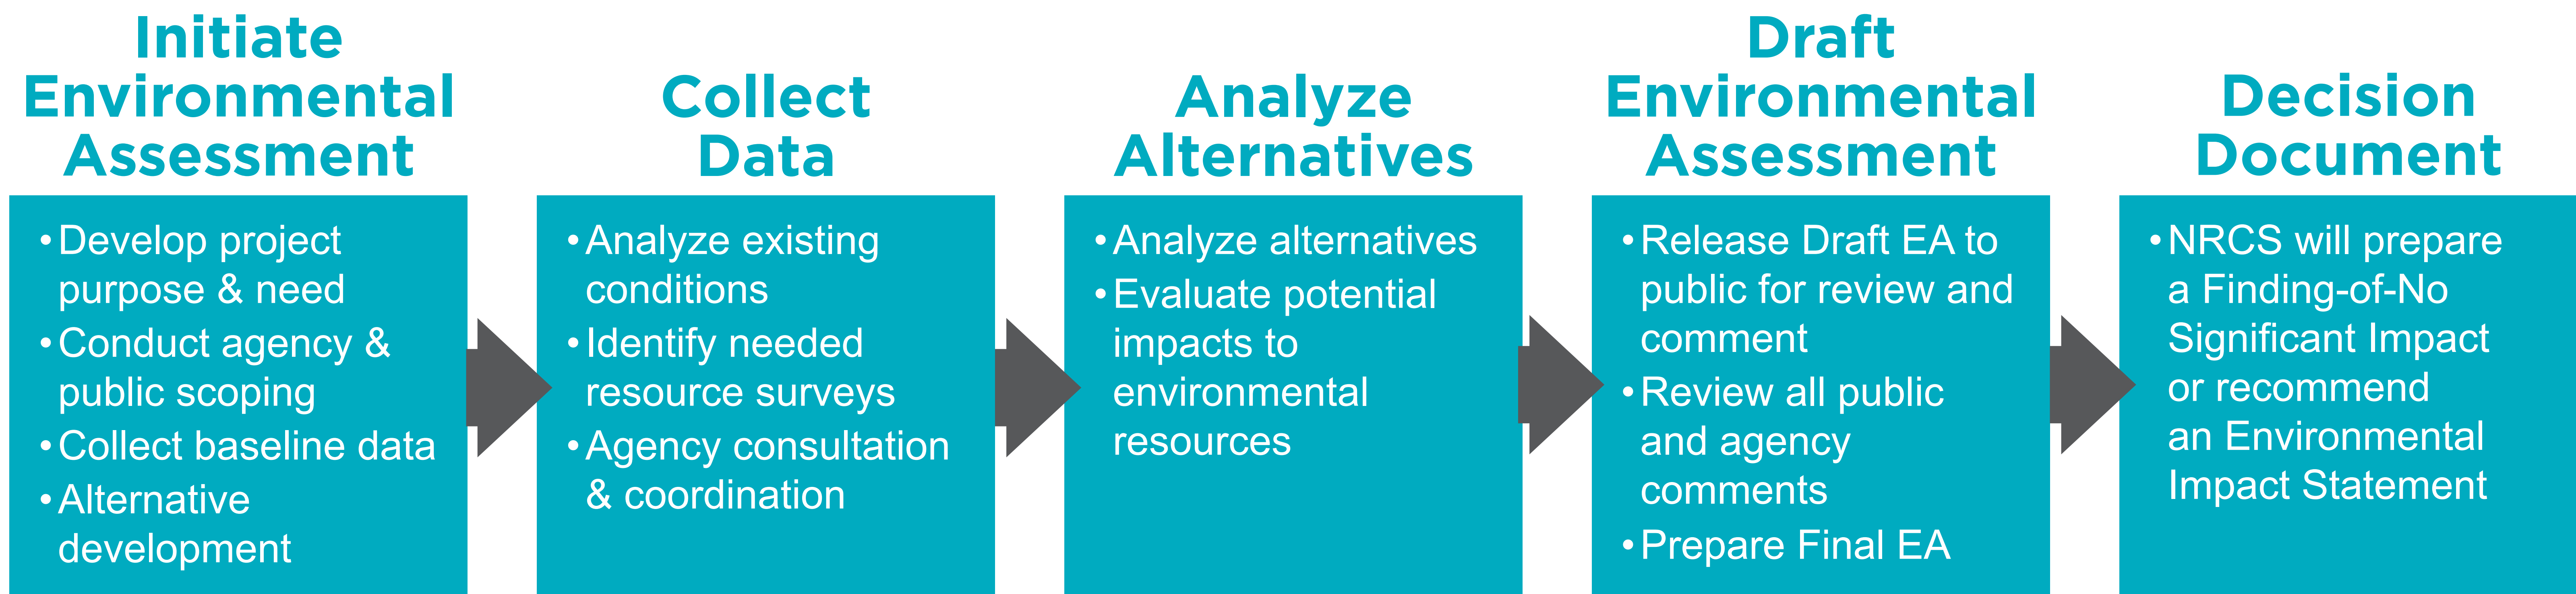 Initiate
Environmental
Assessment
• Develop project
purpose & need
• Conduct agency &
public scoping
• Collect baseline data
• Alternative
development
Collect
Data
• Analyze existing
conditions
• Identify needed
resource surveys
• Agency consultation
& coordination
Analyze
Alternatives
• Analyze alternatives
• Evaluate potential
impacts to
environmental
resources
Draft
Environmental
Assessment
• Release Draft EA to
public for review and
comment
• Review all public
and agency
comments
• Prepare Final EA
Decision
Document
• NRCS will prepare
a Finding-of-No
Significant Impact
or recommend
an Environmental
Impact Statement